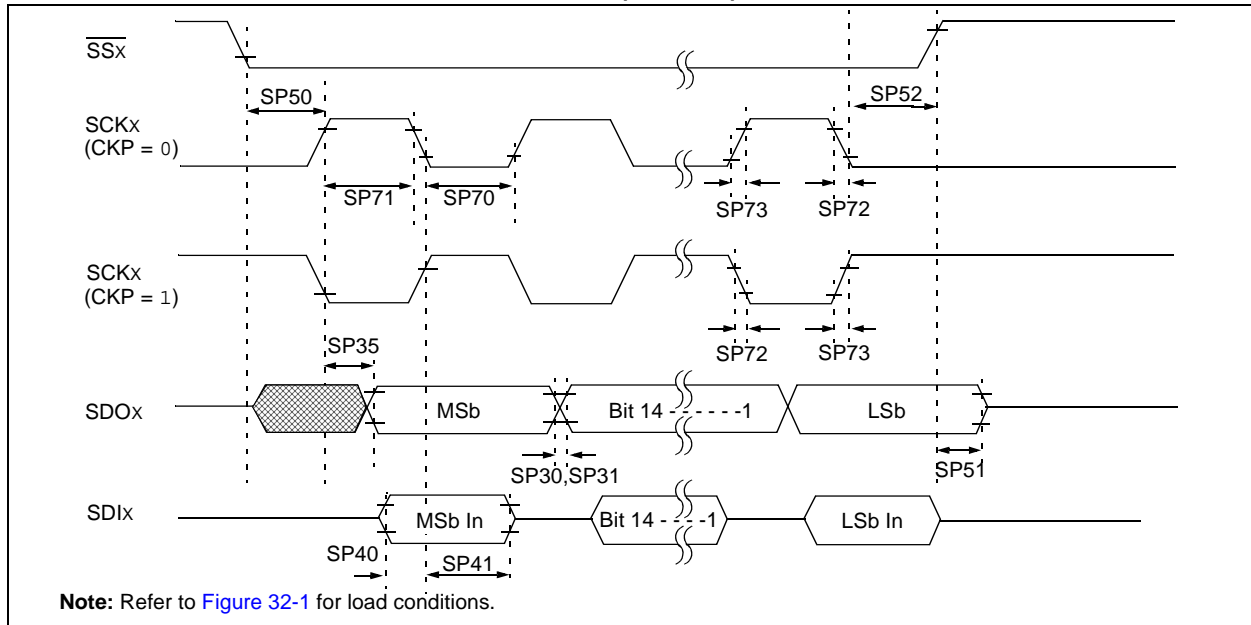 SSX
SP50
SP52
SCKX
(CKP = 0)
SP71
SP70
SP73
SP72
SCKX
(CKP = 1)
SP35
SP72
SP73
SDOX
MSb
Bit 14 - - - - - -1
LSb
SP30,SP31
SP51
SDIX
MSb In
Bit 14 - - - -1
LSb In
SP40
SP41
Note: Refer to Figure 32-1 for load conditions.